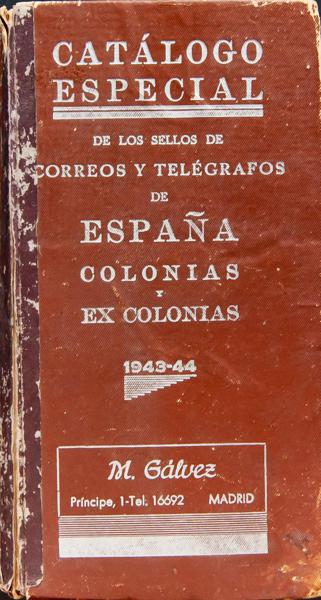 CATÁLOGO
ESPECIAL
DE LOS SELLOS DE
CORREOS Y TELÉGRAFOS
DE
ESPAÑA
COLONIAS
Y
EX COLONIAS
1943-44
M. Gálvez
Príncipe, 1-Tel. 16692 MADRID